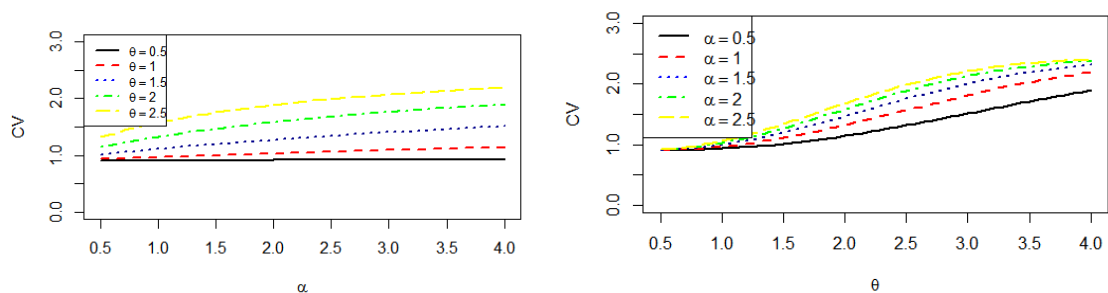 CV
3.0
2.0
1.0
0.0
θ = 0.5
θ = 1
θ = 1.5
θ = 2
θ = 2.5
0.5 1.0 1.5 2.0 2.5 3.0 3.5 4.0
α
CV
3.0
2.0
1.0
0.0
α = 0.5
α = 1
α = 1.5
α = 2
α = 2.5
0.5 1.0 1.5 2.0 2.5 3.0 3.5 4.0
θ